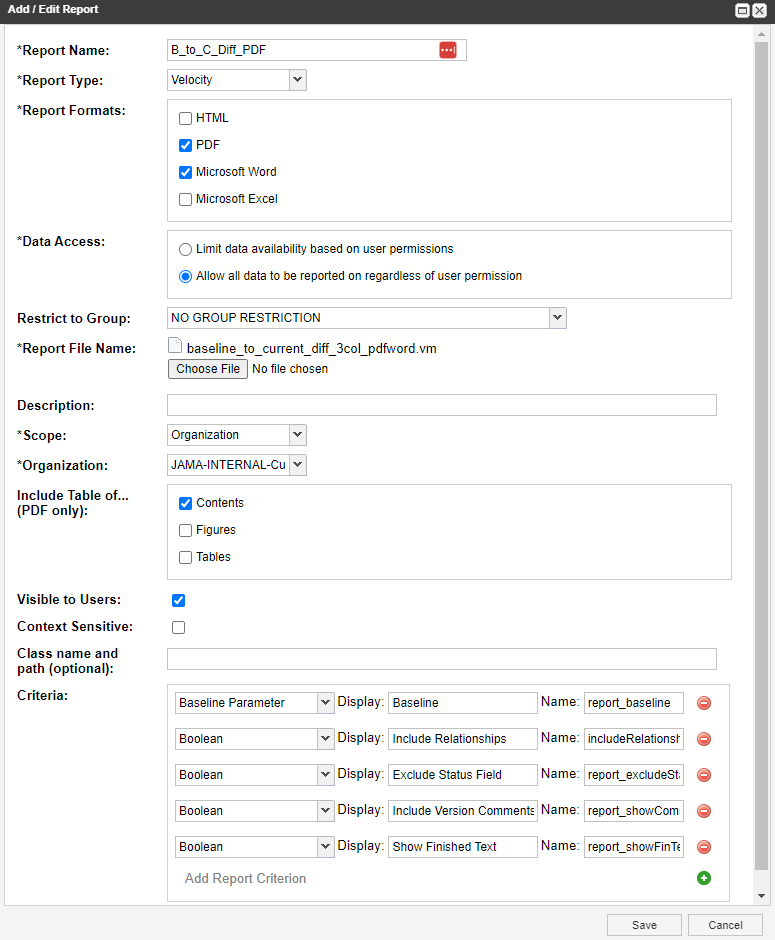 Add / Edit Report
*Report Name: B_to_C_Diff_PDF
*Report Type: Velocity
*Report Formats: HTML
PDF
Microsoft Word
Microsoft Excel
*Data Access: Limit data availability based on user permissions
Allow all data to be reported on regardless of user permission
Restrict to Group: NO GROUP RESTRICTION
*Report File Name: baseline_to_current_diff_3col_pdfword.vm
Choose File No file chosen
Description:
*Scope: Organization
*Organization: JAMA-INTERNAL-Cu
Include Table of... Contents
(PDF only):
Figures
Tables
Visible to Users:
Context Sensitive:
Class name and
path (optional):
Criteria: Baseline Parameter Display: Baseline Name: report_baseline
Boolean Display: Include Relationships Name: includeRelationsh
Boolean Display: Exclude Status Field Name: report_excludeSta
Boolean Display: Include Version Comments Name: report_showCom
Boolean Display: Show Finished Text Name: report_showFinTe
Add Report Criterion
Save Cancel